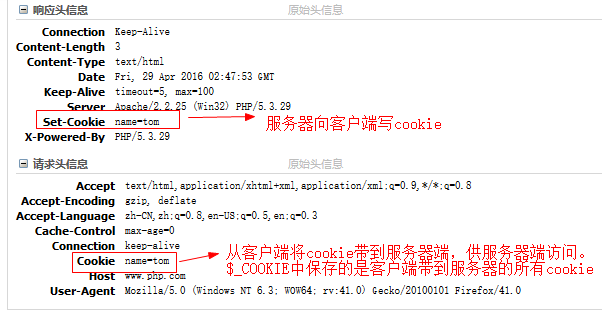 响应头信息 原始头信息
Connection Keep-Alive
Content-Length 3
Content-Type text/html
Date Fri, 29 Apr 2016 02:47:53 GMT
Keep-Alive timeout=5, max=100
Server Apache/2.2.25 (Win32) PHP/5.3.29
Set-Cookie name=tom
服务器向客户端写cookie
X-Powered-By PHP/5.3.29
请求头信息 原始头信息
Accept text/html,application/xhtml+xml,application/xml;q=0.9,*/*;q=0.8
Accept-Encoding gzip, deflate
Accept-Language zh-CN,zh;q=0.8,en-US;q=0.5,en;q=0.3
Cache-Control max-age=0
Connection keep-alive
从客户端将cookie带到服务器端，供服务器端访问。
Cookie name=tom
$_COOKIE中保存的是客户端带到服务器的所有cookie
Host www.php.com
User-Agent Mozilla/5.0 (Windows NT 6.3; WOW64; rv:41.0) Gecko/20100101 Firefox/41.0